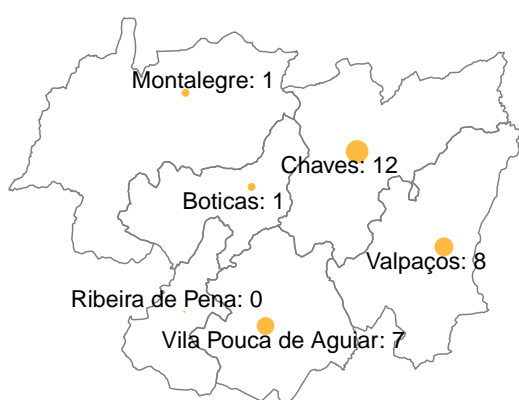 Montalegre: 1
Chaves: 12
Boticas: 1
Valpaços: 8
Ribeira de Pena: 0
Vila Pouca de Aguiar: 7